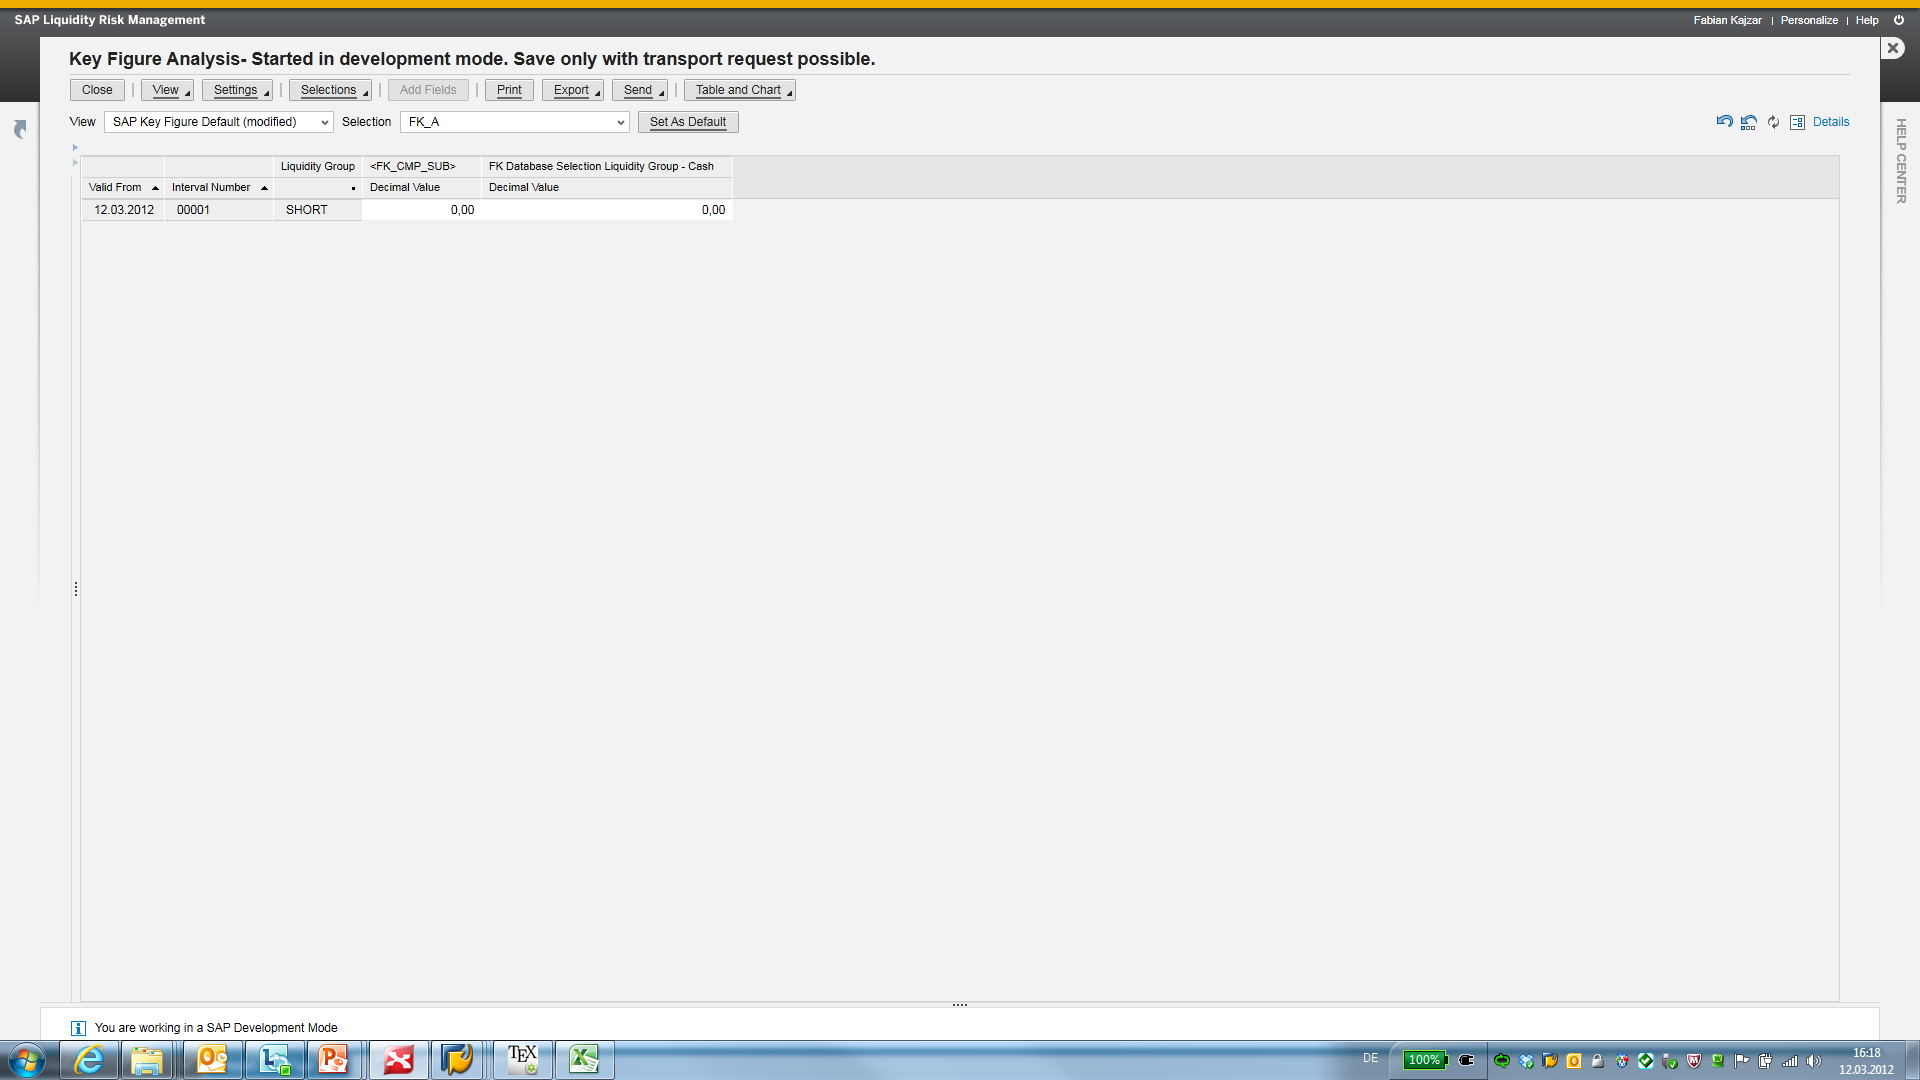 SAP Liquidity Risk Management
Fabian Kajzar | Personalize | Help
Key Figure Analysis- Started in development mode. Save only with transport request possible.
Close | View Settings | Selections | Add Fields | Print Export Send | Table and Chart
View SAP Key Figure Default (modified) Selection FK_A Set As Default Details
HELP CENTER
Liquidity Group <FK_CMP_SUB> FK Database Selection Liquidity Group - Cash
Valid From Interval Number Decimal Value Decimal Value
12.03.2012 00001 SHORT 0,00 0,00
You are working in a SAP Development Mode
TEX
DE 100% 16:18
12.03.2012